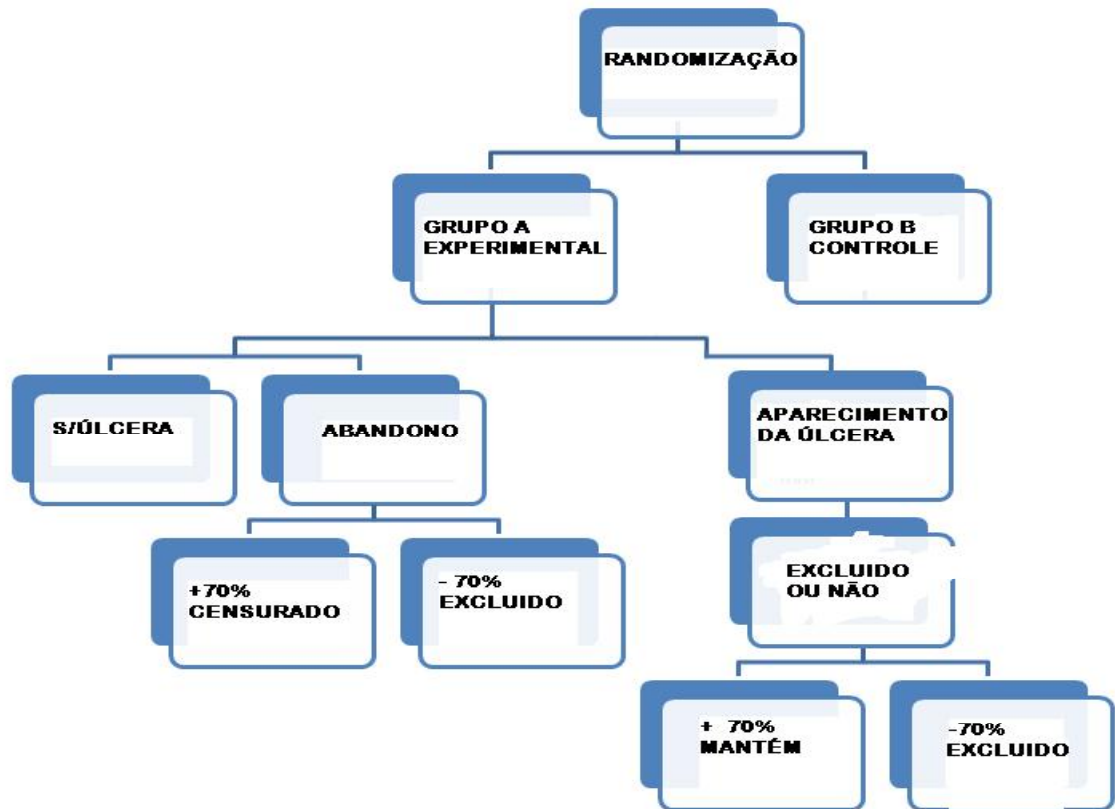 RANDOMIZAÇÃO
GRUPO A
EXPERIMENTAL
GRUPO B
CONTROLE
S/ÚLCERA
ABANDONO
APARECIMENTO
DA ÚLCERA
+70%
CENSURADO
- 70%
EXCLUIDO
EXCLUIDO
OU NÃO
+ 70%
MANTÉM
-70%
EXCLUIDO